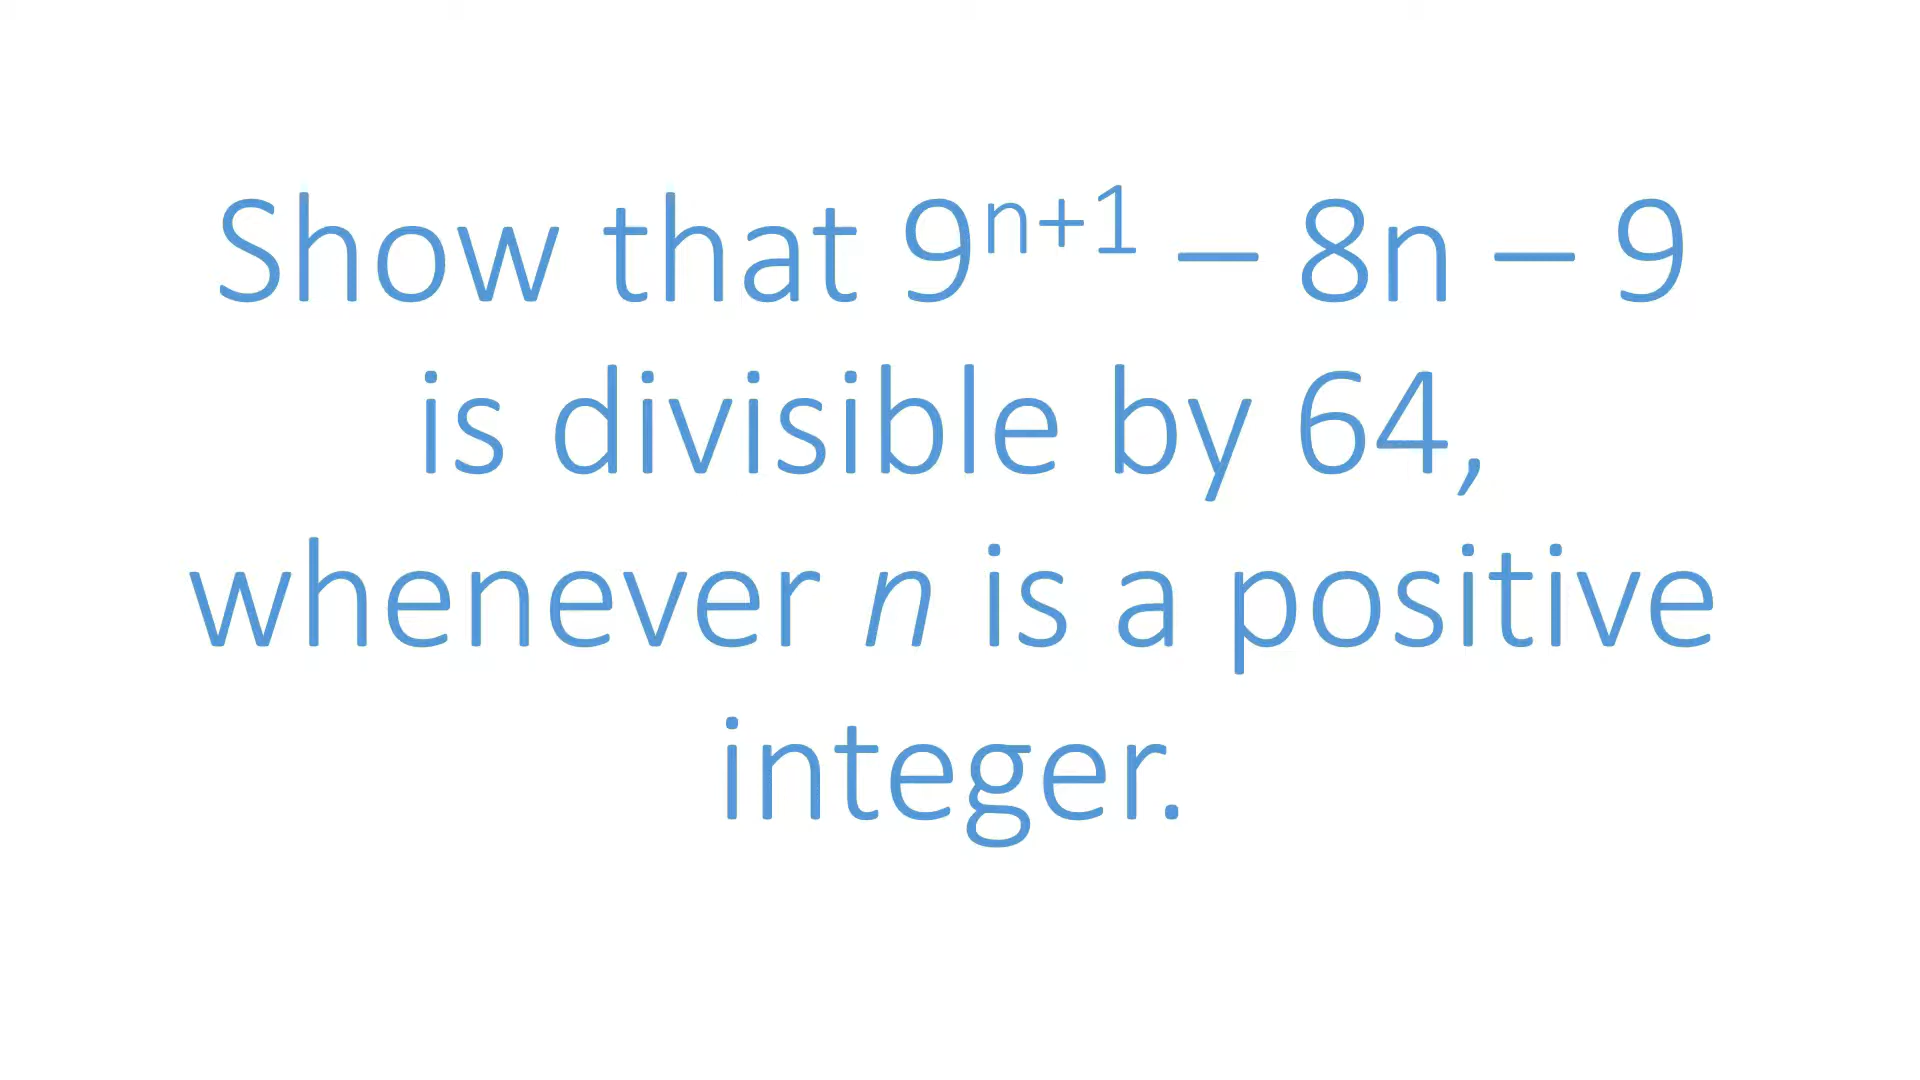 Show that 9ⁿ⁺¹ – 8n – 9
is divisible by 64,
whenever n is a positive
integer.